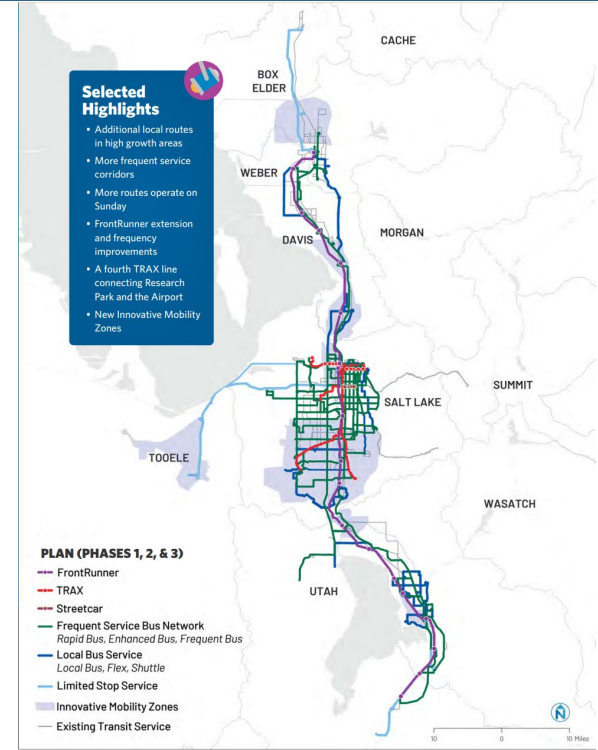 CACHE
BOX
ELDER
Selected
Highlights
• Additional local routes
in high growth areas
• More frequent service
corridors
• More routes operate on
Sunday
• FrontRunner extension
and frequency
improvements
• A fourth TRAX line
connecting Research
Park and the Airport
• New Innovative Mobility
Zones
WEBER
DAVIS
MORGAN
SUMMIT
SALT LAKE
TOOELE
WASATCH
UTAH
PLAN (PHASES 1, 2, & 3)
FrontRunner
TRAX
Streetcar
Frequent Service Bus Network
Rapid Bus, Enhanced Bus, Frequent Bus
Local Bus Service
Local Bus, Flex, Shuttle
Limited Stop Service
Innovative Mobility Zones
Existing Transit Service
N
10 0 10 Miles